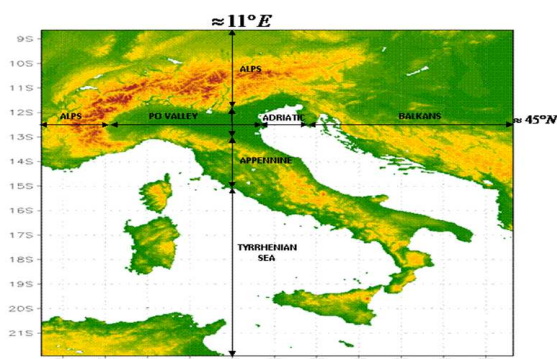 ≈11°E
9S
10S
ALPS
11S
12S
ALPS PO VALLEY ADRIATIC BALKANS ≈45°N
13S
14S
APPENNINE
15S
16S
17S
TYRRHENIAN
SEA
18S
19S
20S
21S